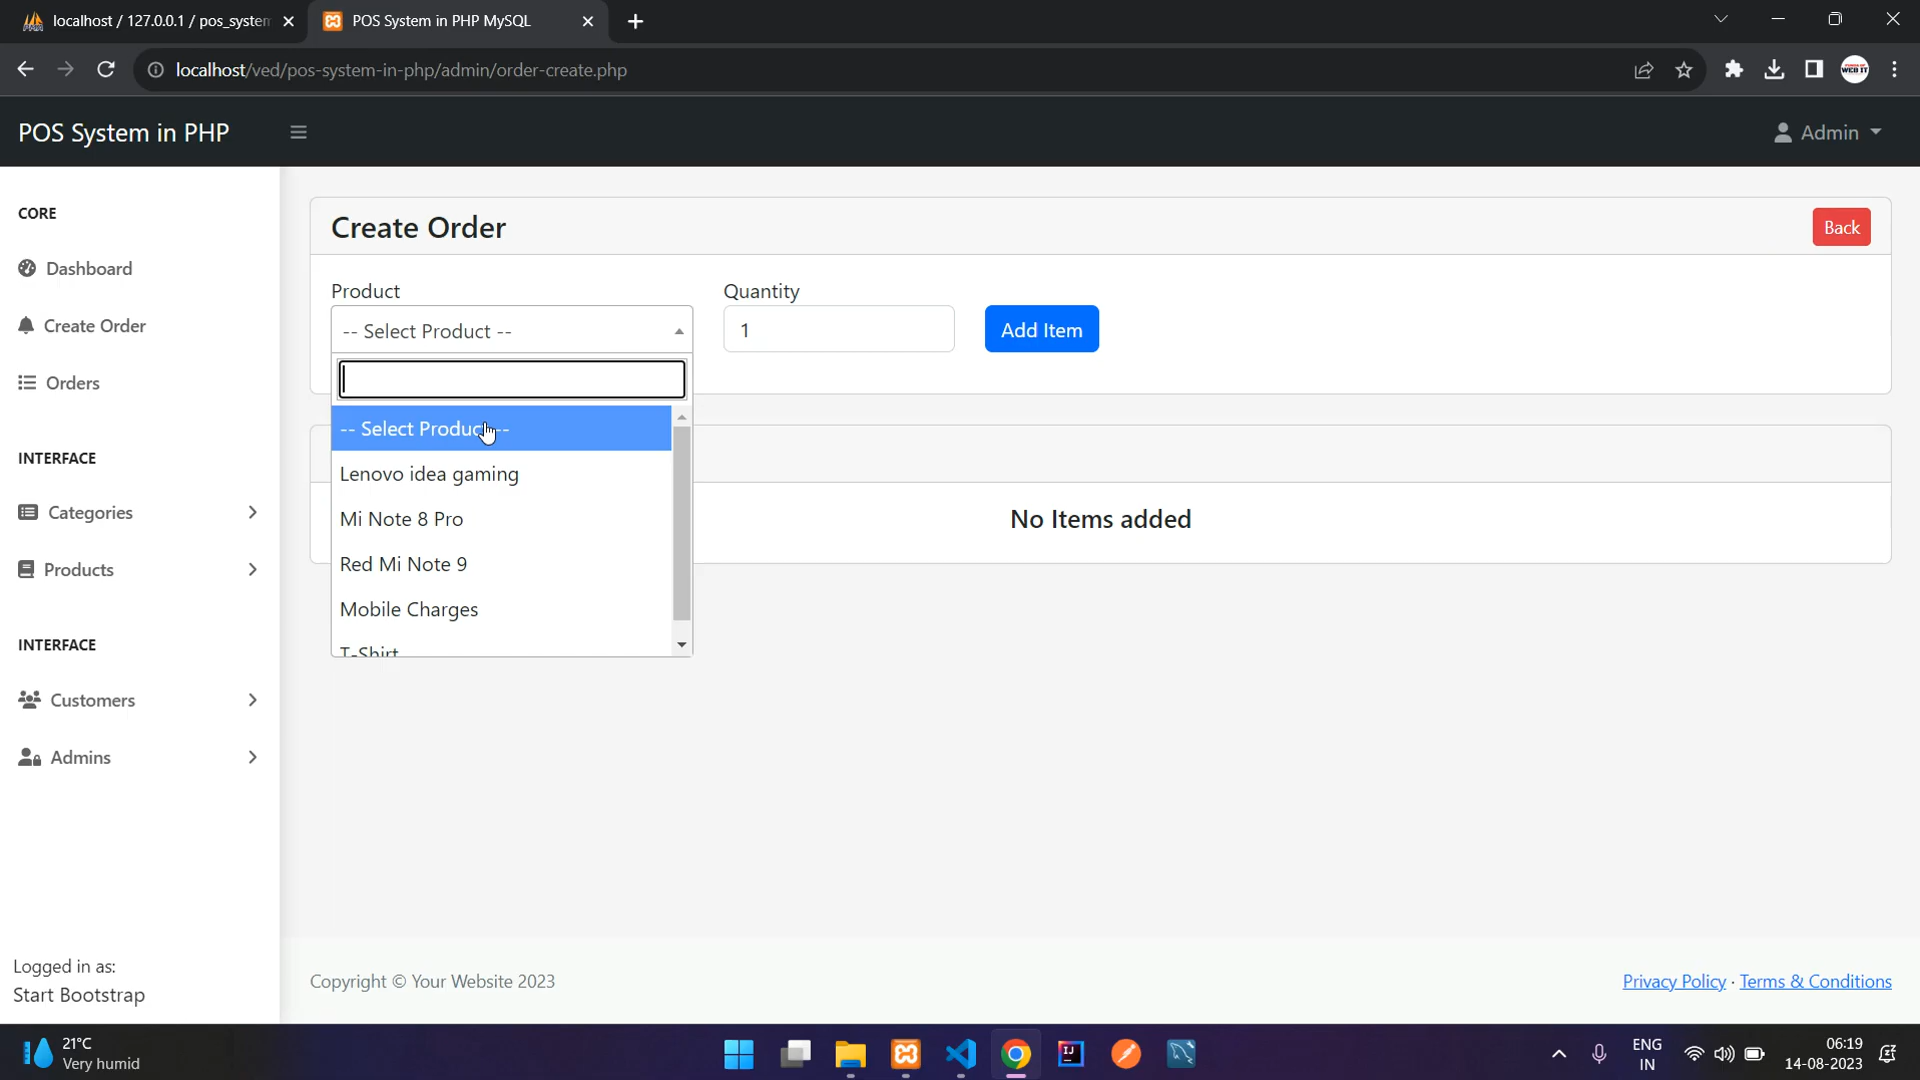 localhost / 127.0.0.1 / pos_system
POS System in PHP MySQL
localhost/ved/pos-system-in-php/admin/order-create.php
WEB IT
POS System in PHP
Admin
CORE
Dashboard
Create Order
Orders
INTERFACE
Categories
Products
INTERFACE
Customers
Admins
Logged in as:
Start Bootstrap
Create Order
Back
Product
Quantity
-- Select Product --
1
Add Item
-- Select Product --
Lenovo idea gaming
Mi Note 8 Pro
Red Mi Note 9
Mobile Charges
T-Shirt
No Items added
Copyright © Your Website 2023
Privacy Policy · Terms & Conditions
21°C
Very humid
IJ
ENG
IN
06:19
14-08-2023